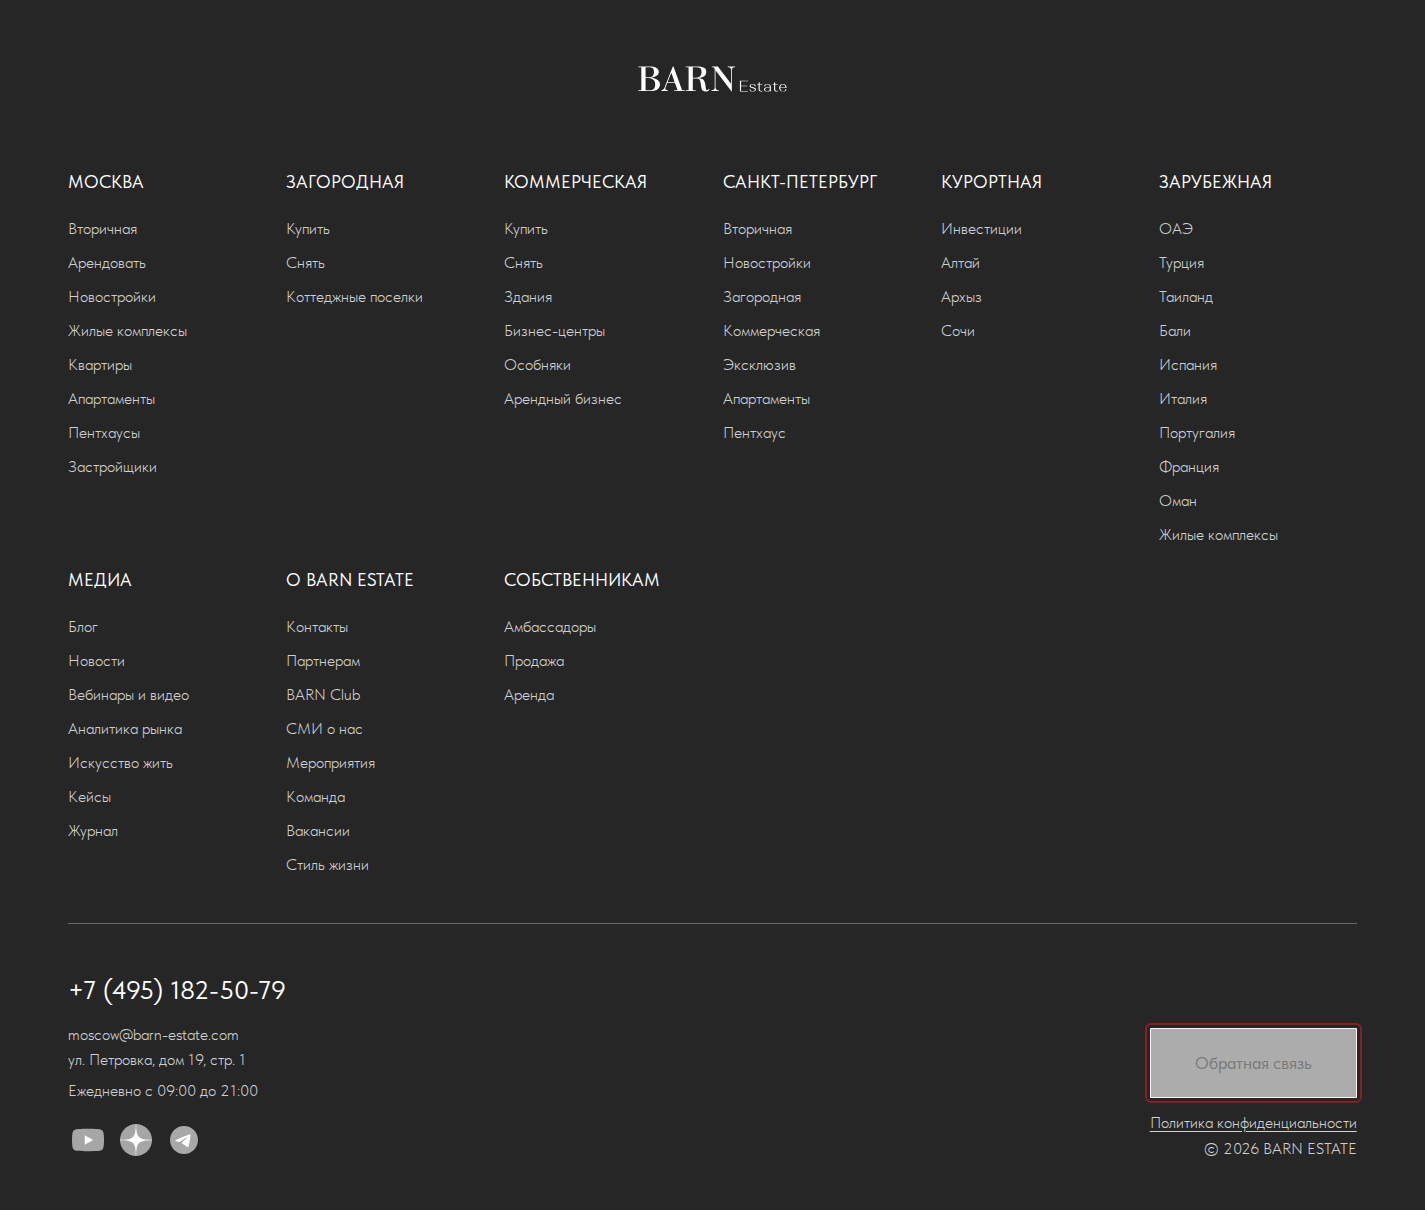 BARN Estate
МОСКВА
Вторичная
Арендовать
Новостройки
Жилые комплексы
Квартиры
Апартаменты
Пентхаусы
Застройщики
ЗАГОРОДНАЯ
Купить
Снять
Коттеджные поселки
КОММЕРЧЕСКАЯ
Купить
Снять
Здания
Бизнес-центры
Особняки
Арендный бизнес
САНКТ-ПЕТЕРБУРГ
Вторичная
Новостройки
Загородная
Коммерческая
Эксклюзив
Апартаменты
Пентхаус
КУРОРТНАЯ
Инвестиции
Алтай
Архыз
Сочи
ЗАРУБЕЖНАЯ
ОАЭ
Турция
Таиланд
Бали
Испания
Италия
Португалия
Франция
Оман
Жилые комплексы
МЕДИА
Блог
Новости
Вебинары и видео
Аналитика рынка
Искусство жить
Кейсы
Журнал
О BARN ESTATE
Контакты
Партнерам
BARN Club
СМИ о нас
Мероприятия
Команда
Вакансии
Стиль жизни
СОБСТВЕННИКАМ
Амбассадоры
Продажа
Аренда
+7 (495) 182-50-79
moscow@barn-estate.com
ул. Петровка, дом 19, стр. 1
Ежедневно с 09:00 до 21:00
Обратная связь
Политика конфиденциальности
© 2026 BARN ESTATE